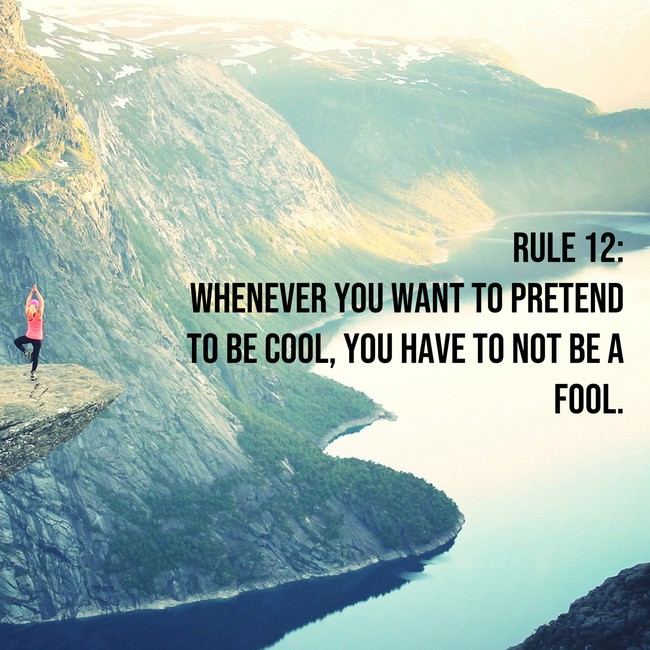 RULE 12:
WHENEVER YOU WANT TO PRETEND
TO BE COOL, YOU HAVE TO NOT BE A
FOOL.